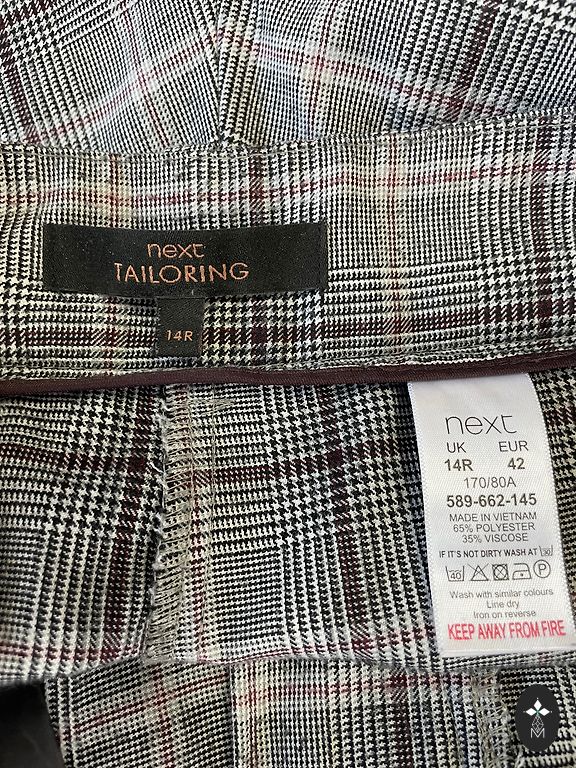 next
TAILORING
14R
next
UK EUR
14R 42
170/80A
589-662-145
MADE IN VIETNAM
65% POLYESTER
35% VISCOSE
IF IT'S NOT DIRTY WASH AT 30
40 P
Wash with similar colours
Line dry
Iron on reverse
KEEP AWAY FROM FIRE
M